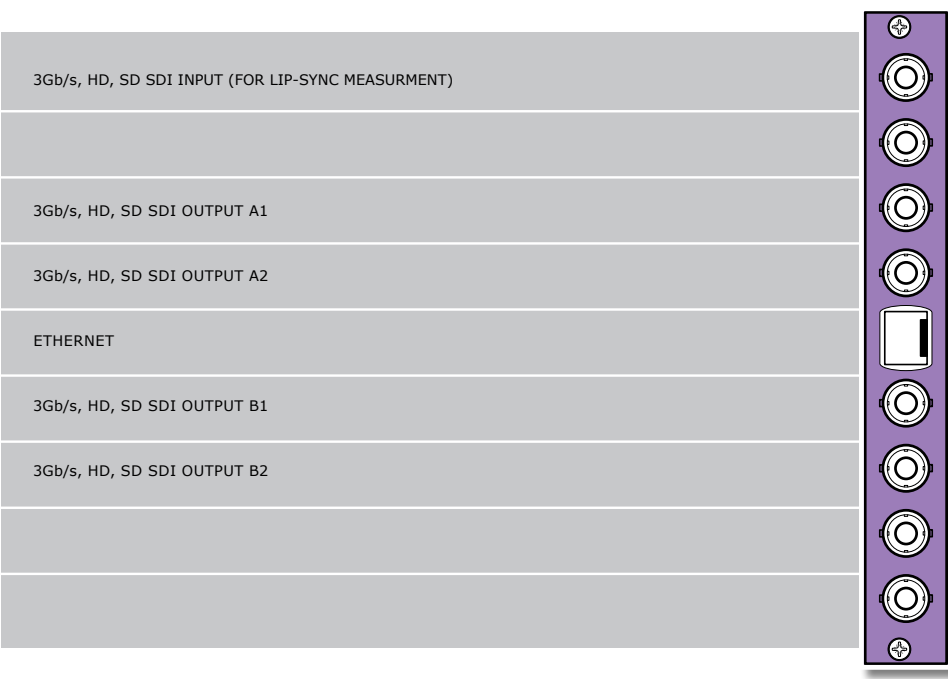 3Gb/s, HD, SD SDI INPUT (FOR LIP-SYNC MEASURMENT)
3Gb/s, HD, SD SDI OUTPUT A1
3Gb/s, HD, SD SDI OUTPUT A2
ETHERNET
3Gb/s, HD, SD SDI OUTPUT B1
3Gb/s, HD, SD SDI OUTPUT B2